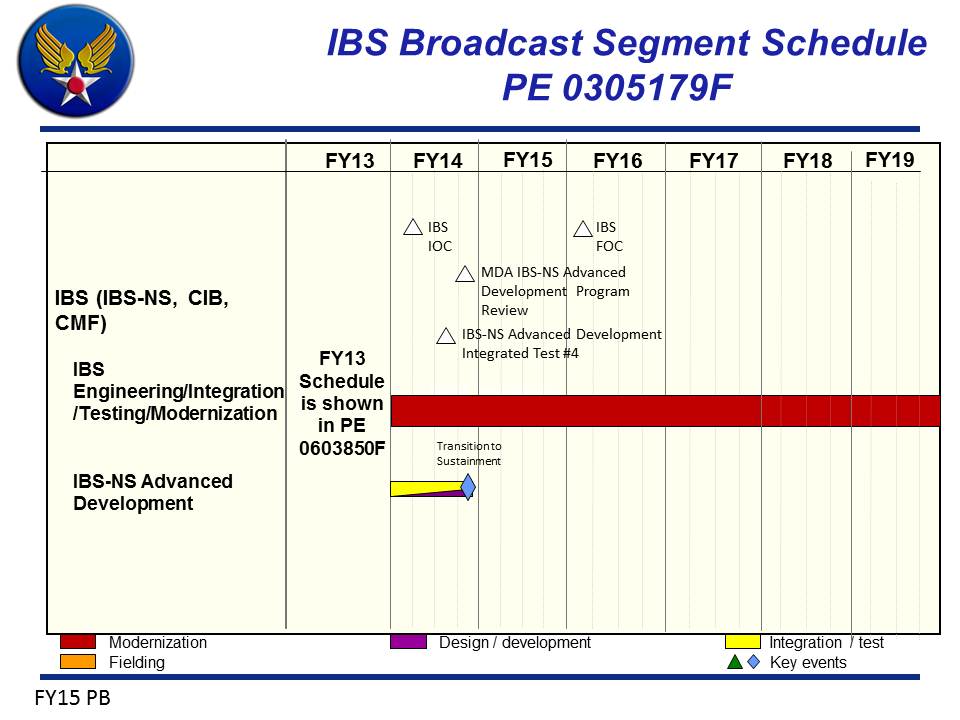 IBS Broadcast Segment Schedule
PE 0305179F
FY13 FY14 FY15 FY16 FY17 FY18 FY19
IBS
IOC
IBS
FOC
MDA IBS-NS Advanced
Development Program
Review
IBS-NS Advanced Development
Integrated Test #4
IBS (IBS-NS, CIB,
CMF)
IBS
Engineering/Integration
/Testing/Modernization
FY13
Schedule
is shown
in PE
0603850F
Transition to
Sustainment
IBS-NS Advanced
Development
Modernization
Design / development
Integration / test
Fielding
Key events
FY15 PB